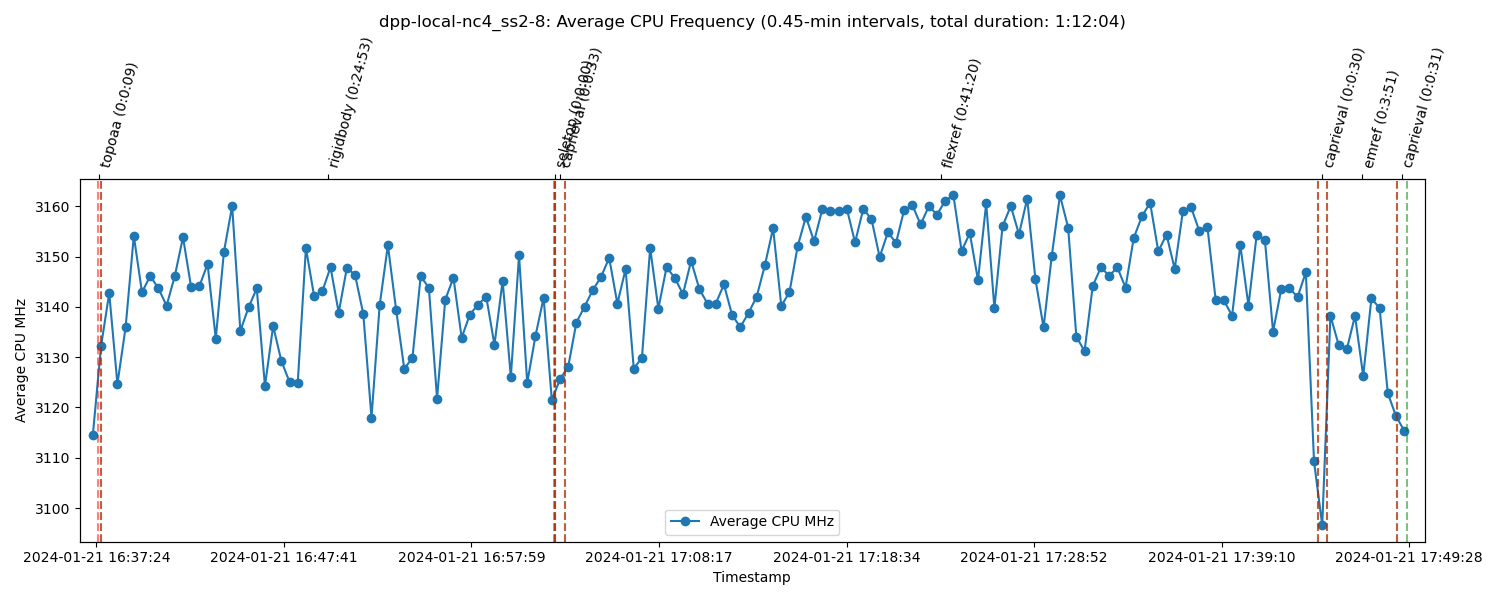 dpp-local-nc4_ss2-8: Average CPU Frequency (0.45-min intervals, total duration: 1:12:04)
topoaa (0:0:09)
rigidbody (0:24:53)
seletop (0:0:00)
caprieval (0:0:33)
flexref (0:41:20)
caprieval (0:0:30)
emref (0:3:51)
caprieval (0:0:31)
Average CPU MHz
3160
3150
3140
3130
3120
3110
3100
Average CPU MHz
2024-01-21 16:37:24
2024-01-21 16:47:41
2024-01-21 16:57:59
2024-01-21 17:08:17
2024-01-21 17:18:34
2024-01-21 17:28:52
2024-01-21 17:39:10
2024-01-21 17:49:28
Timestamp